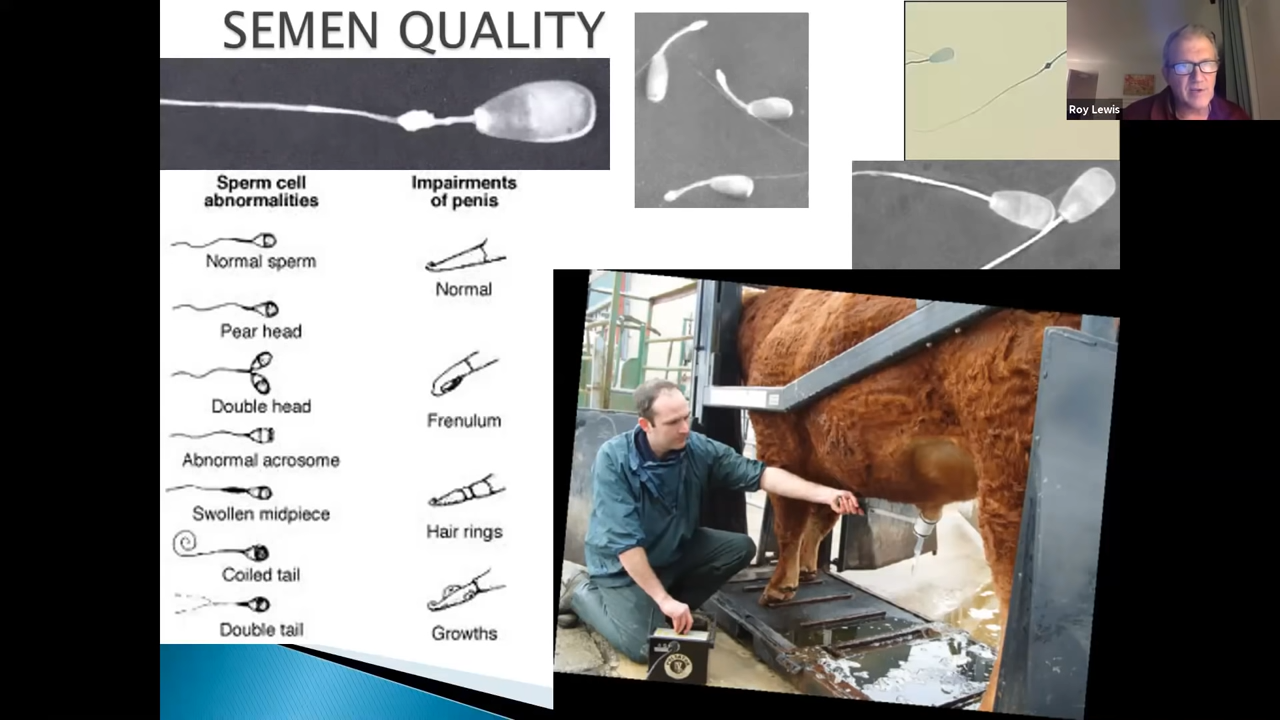 SEMEN QUALITY
Roy Lewis
Sperm cell
abnormalities
Normal sperm
Pear head
Double head
Abnormal acrosome
Swollen midpiece
Coiled tail
Double tail
Impairments
of penis
Normal
Frenulum
Hair rings
Growths